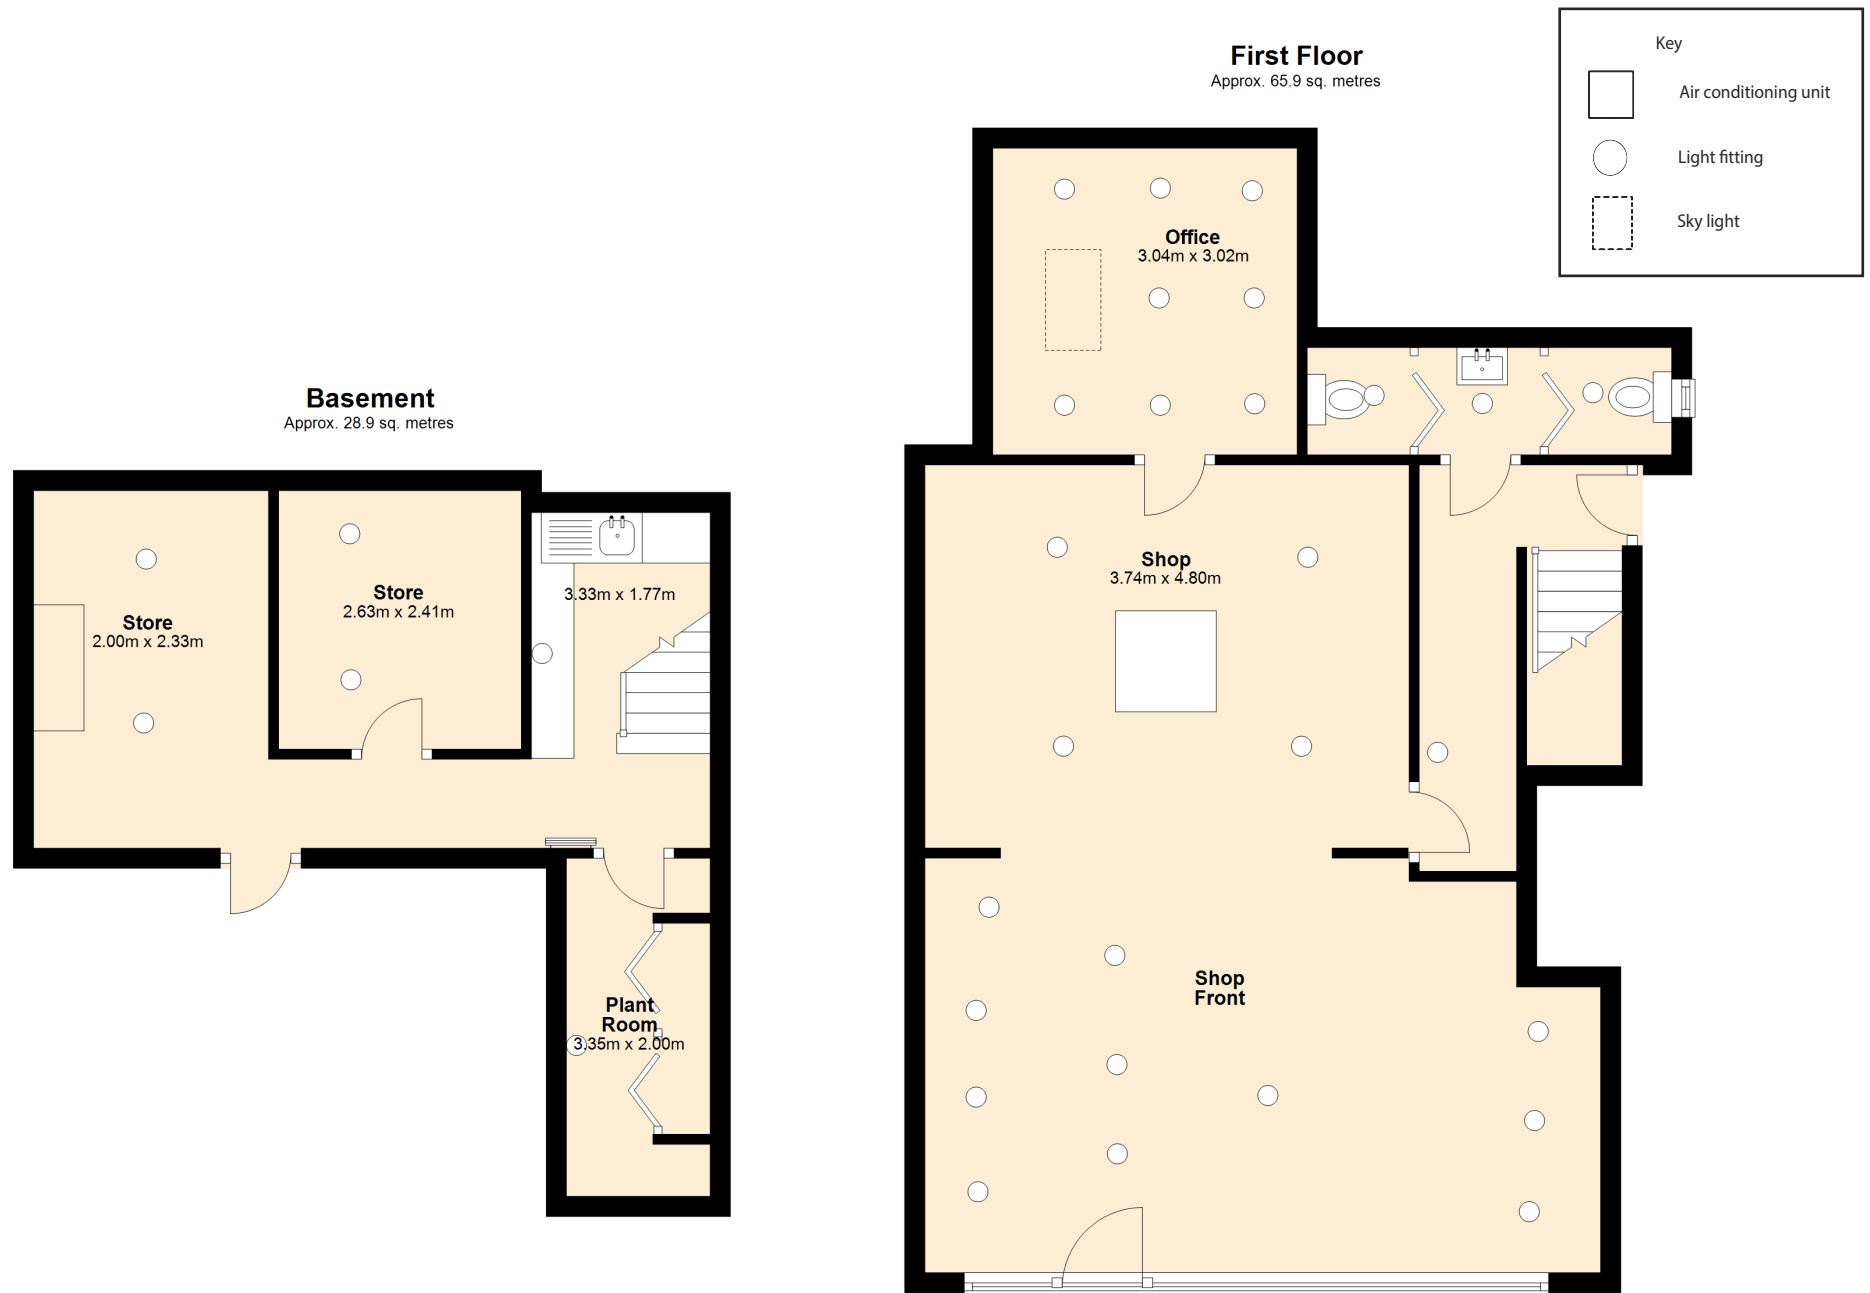 First Floor
Approx. 65.9 sq. metres
Key
Air conditioning unit
Light fitting
Sky light
Office
3.04m x 3.02m
Basement
Approx. 28.9 sq. metres
Store
2.63m x 2.41m
3.33m x 1.77m
Store
2.00m x 2.33m
Shop
3.74m x 4.80m
Shop
Front
Plant
Room
3.35m x 2.00m